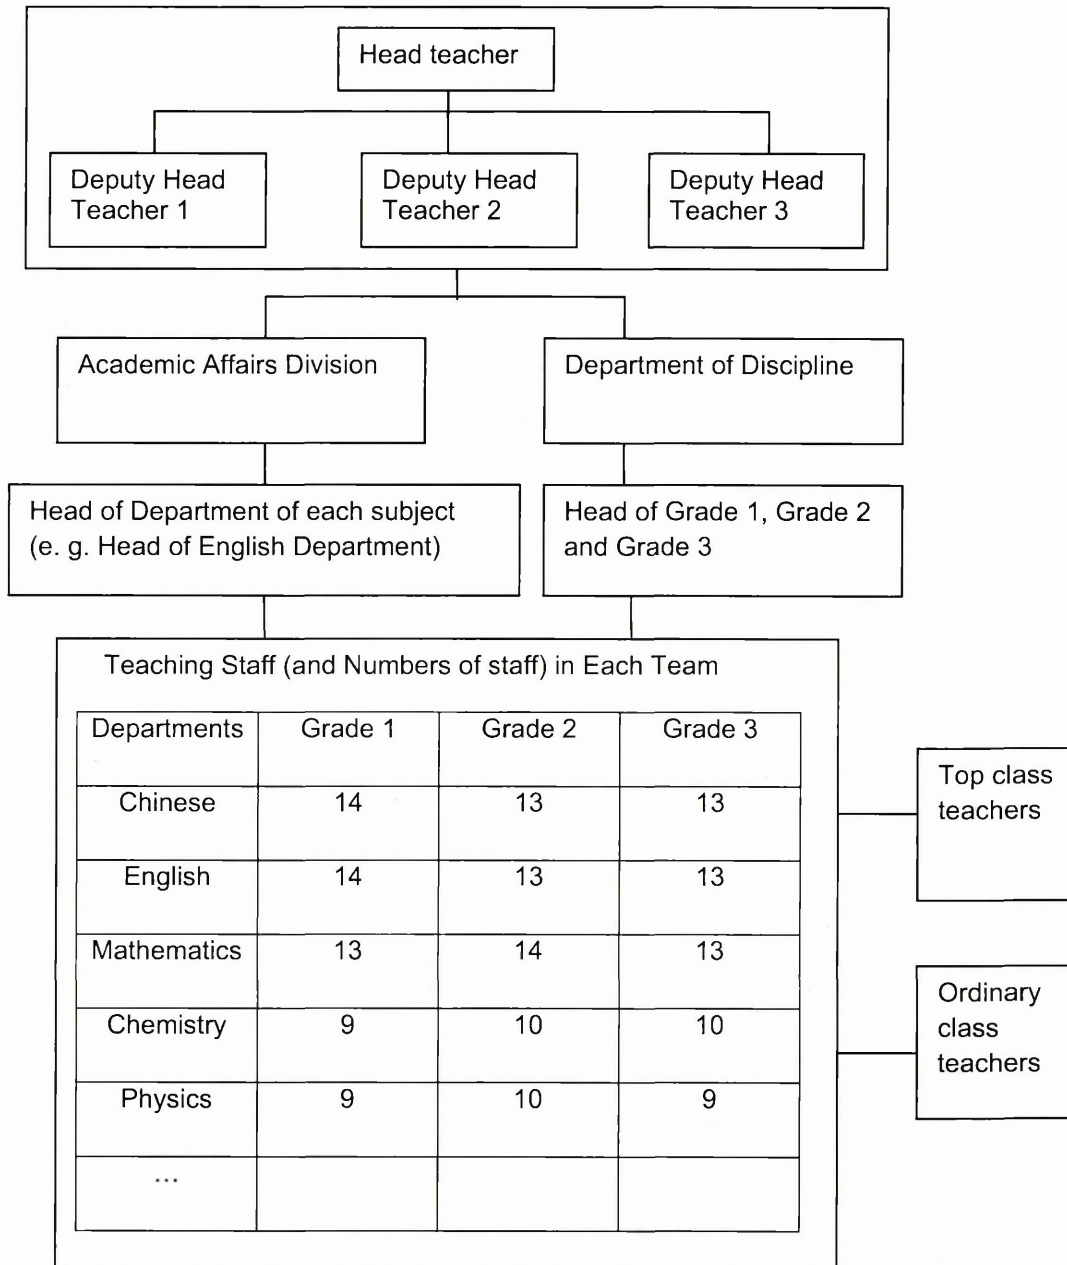 Head teacher
Deputy Head
Teacher 1
Deputy Head
Teacher 2
Deputy Head
Teacher 3
Academic Affairs Division
Department of Discipline
Head of Department of each subject
(e. g. Head of English Department)
Head of Grade 1, Grade 2
and Grade 3
Teaching Staff (and Numbers of staff) in Each Team
Departments Grade 1 Grade 2 Grade 3
Chinese 14 13 13
English 14 13 13
Mathematics 13 14 13
Chemistry 9 10 10
Physics 9 10 9
...
Top class
teachers
Ordinary
class
teachers